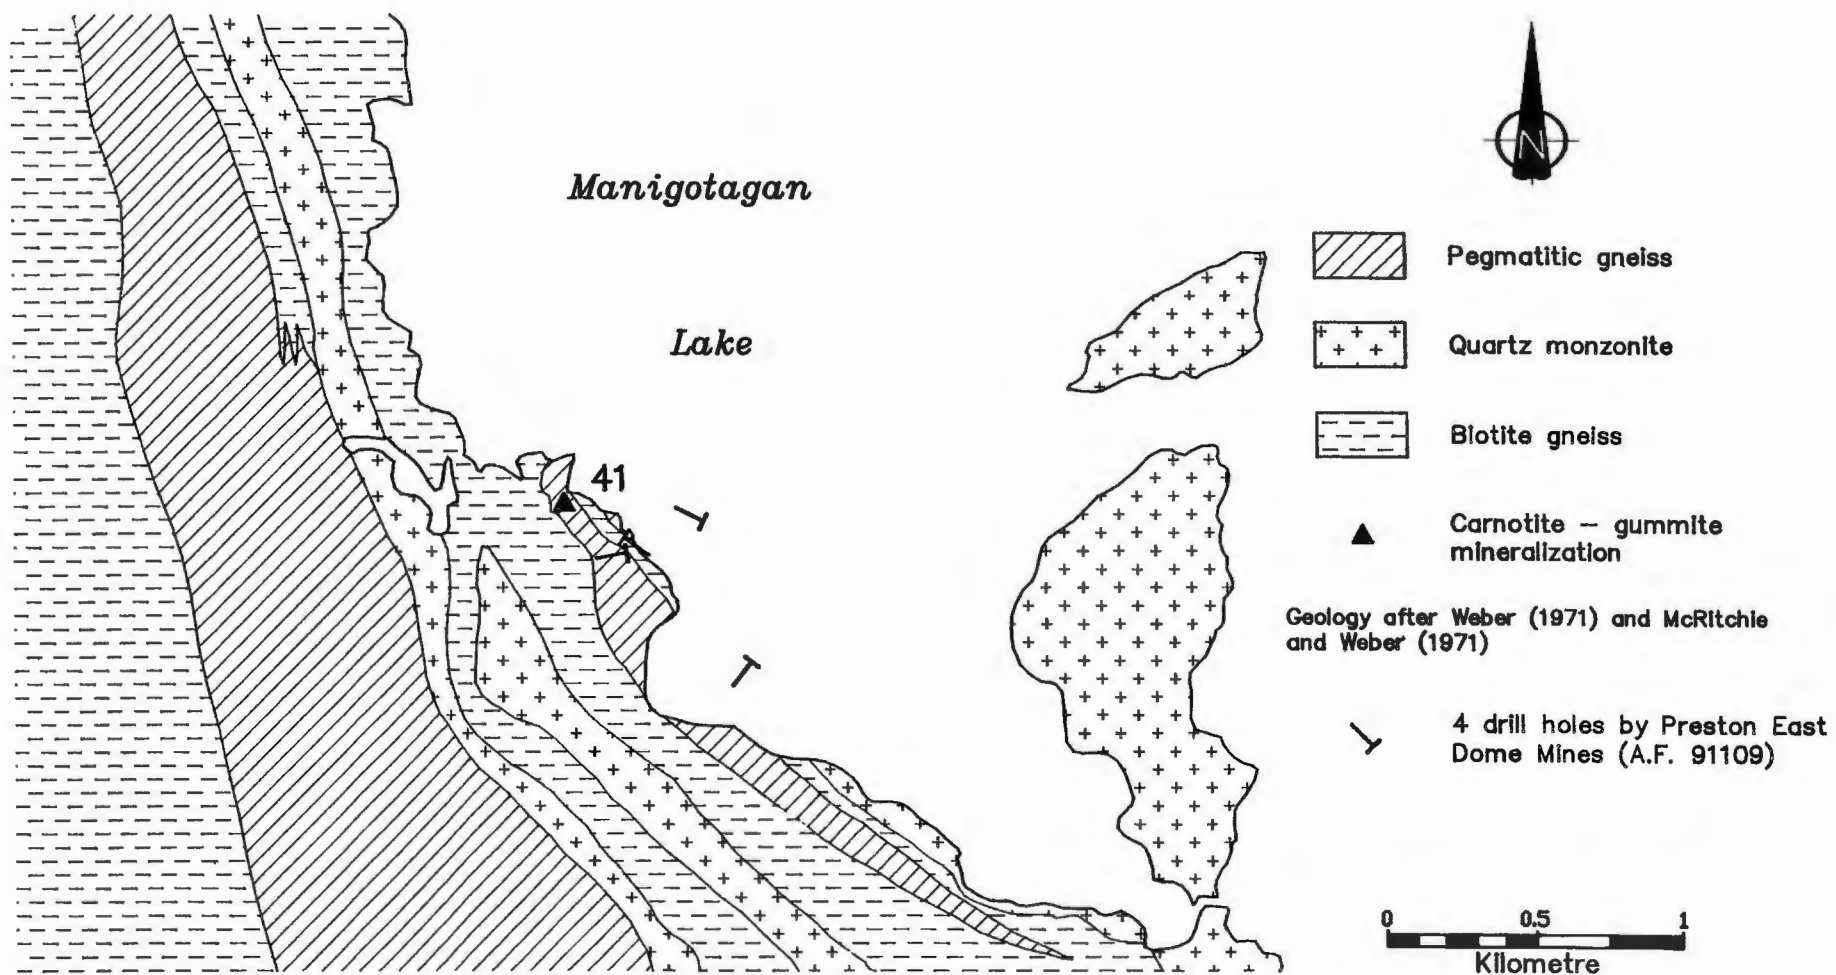 Manigotagan
Lake
41
N
Pegmatitic gneiss
Quartz monzonite
Biotite gneiss
Carnotite – gummite
mineralization
Geology after Weber (1971) and McRitchie
and Weber (1971)
4 drill holes by Preston East
Dome Mines (A.F. 91109)
0 0.5 1
Kilometre